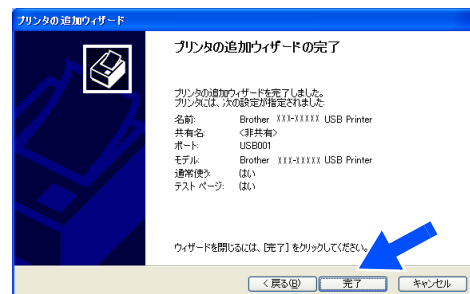 プリンタの追加ウィザード
プリンタの追加ウィザードの完了
プリンタの追加ウィザードを完了しました。
プリンタには、次の設定が指定されました:
名前: Brother XXX-XXXXX USB Printer
共有名: <非共有>
ポート: USB001
モデル: Brother XXX-XXXXX USB Printer
通常使う: はい
テスト ページ: はい
ウィザードを閉じるには、[完了] をクリックしてください。
< 戻る(B) 完了 キャンセル